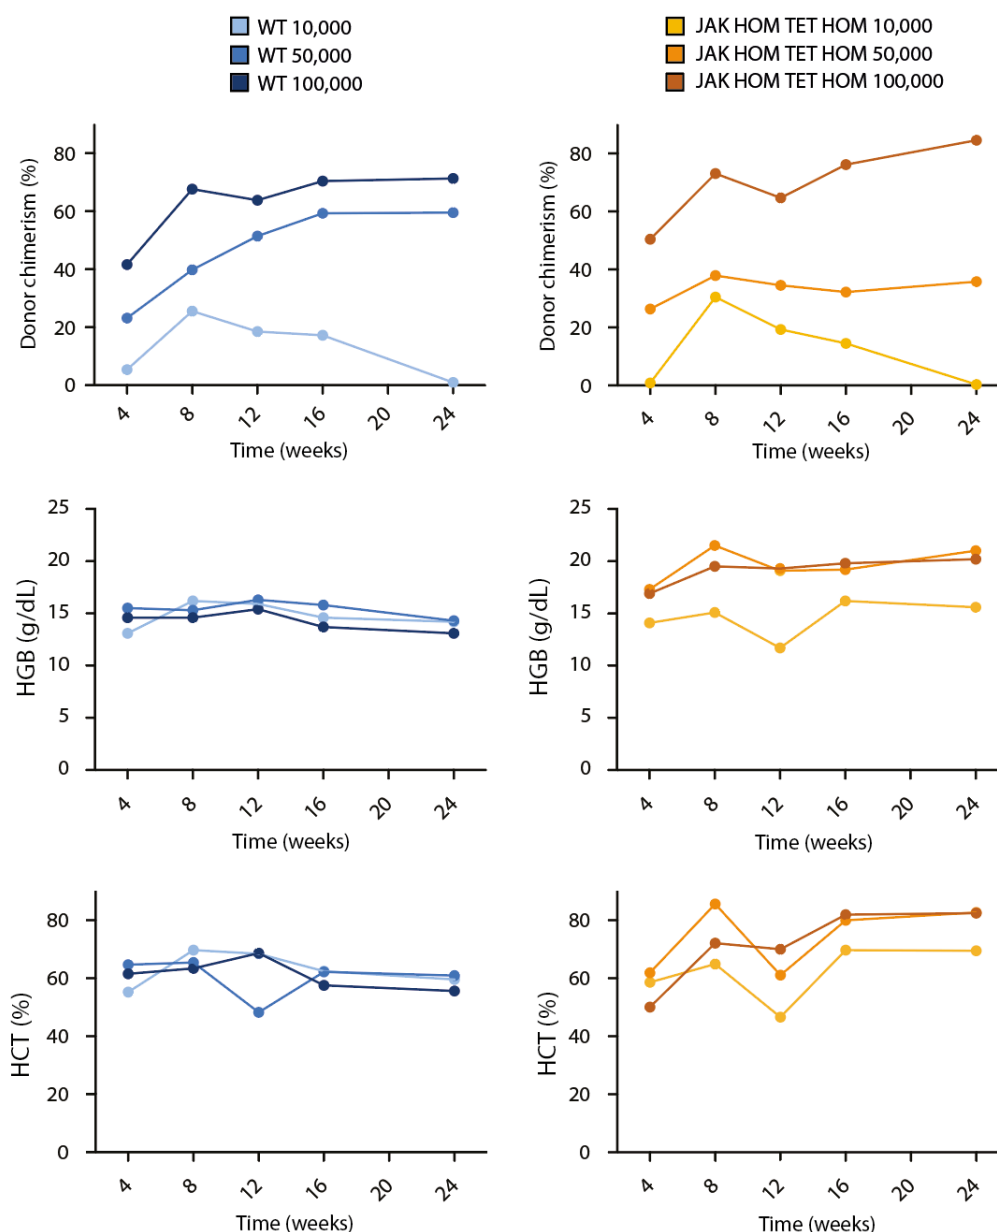 WT 10,000
WT 50,000
WT 100,000
JAK HOM TET HOM 10,000
JAK HOM TET HOM 50,000
JAK HOM TET HOM 100,000
Donor chimerism (%)
80
60
40
20
0
4 8 12 16 20 24
Time (weeks)
Donor chimerism (%)
80
60
40
20
0
4 8 12 16 20 24
Time (weeks)
HGB (g/dL)
25
20
15
10
5
0
4 8 12 16 20 24
Time (weeks)
HGB (g/dL)
25
20
15
10
5
0
4 8 12 16 20 24
Time (weeks)
HCT (%)
80
60
40
20
0
4 8 12 16 20 24
Time (weeks)
HCT (%)
80
60
40
20
0
4 8 12 16 20 24
Time (weeks)